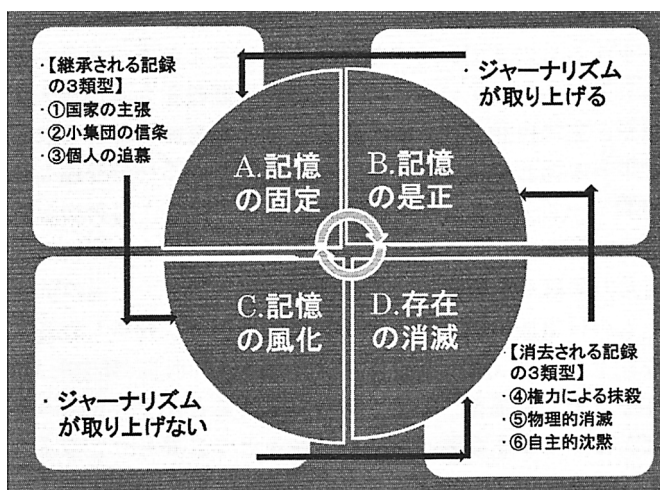 ・【継承される記録
の3類型】
・①国家の主張
・②小集団の信条
・③個人の追慕
・ジャーナリズム
が取り上げる
A.記憶
の固定
B.記憶
の是正
C.記憶
の風化
D.存在
の消滅
・ジャーナリズム
が取り上げない
・【消去される記録
の3類型】
・④権力による抹殺
・⑤物理的消滅
・⑥自主的沈黙